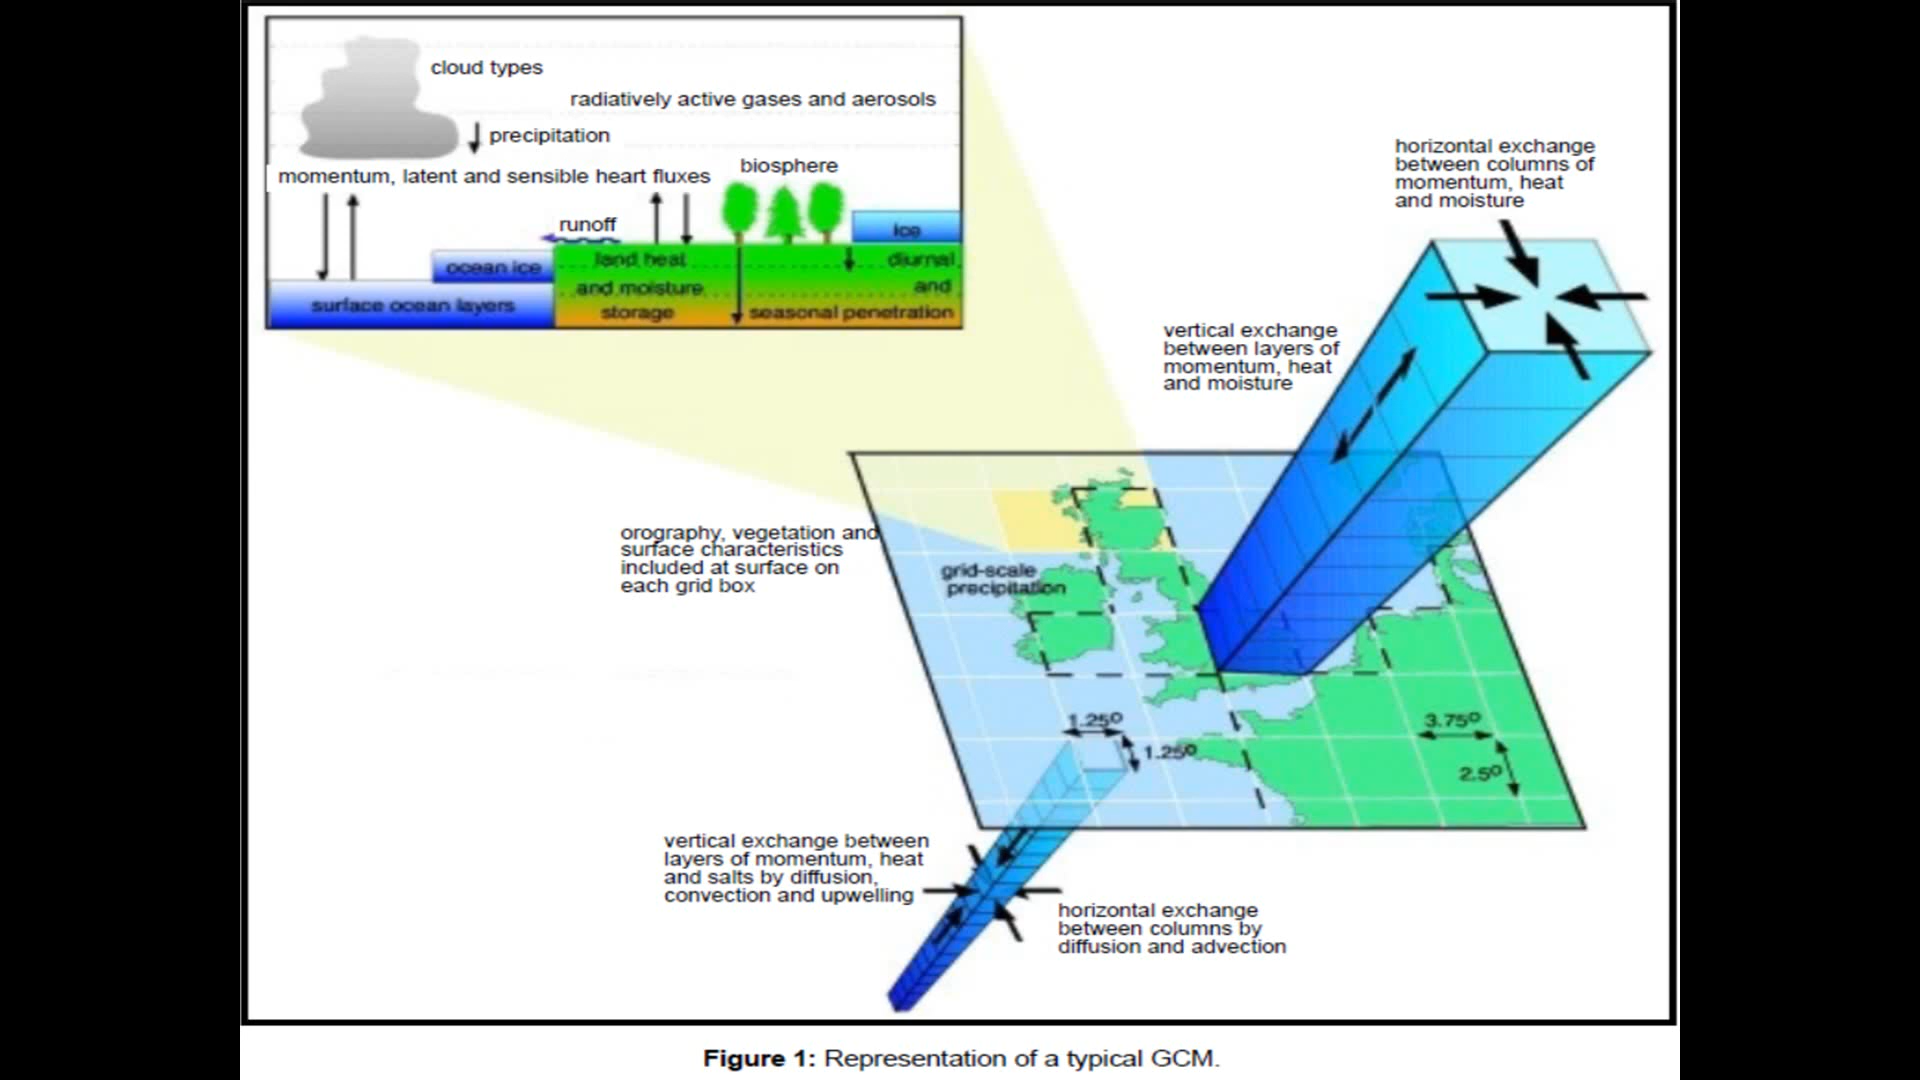 cloud types
radiatively active gases and aerosols
precipitation
momentum, latent and sensible heart fluxes
biosphere
runoff
ice
ocean ice
land heat
and moisture
storage
diurnal
and
seasonal penetration
surface ocean layers
horizontal exchange
between columns of
momentum, heat
and moisture
vertical exchange
between layers of
momentum, heat
and moisture
orography, vegetation and
surface characteristics
included at surface on
each grid box
grid-scale
precipitation
1.25º
1.25º
3.75º
2.5º
vertical exchange between
layers of momentum, heat
and salts by diffusion,
convection and upwelling
horizontal exchange
between columns by
diffusion and advection
Figure 1: Representation of a typical GCM.